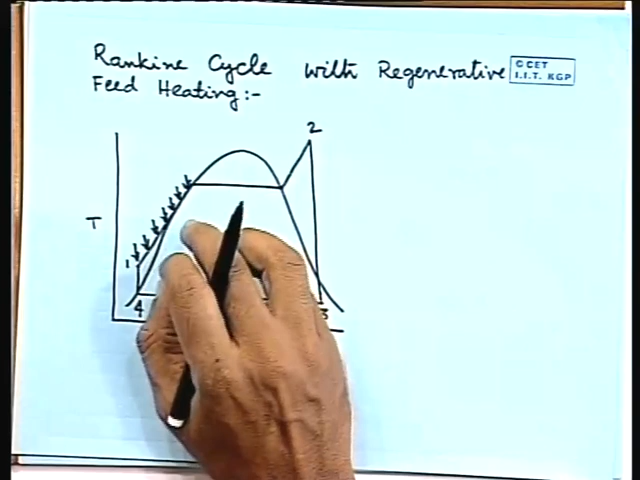 Rankine Cycle with Regenerative
© CET
I.I.T. KGP
Feed Heating:-
2
T
1
4
3